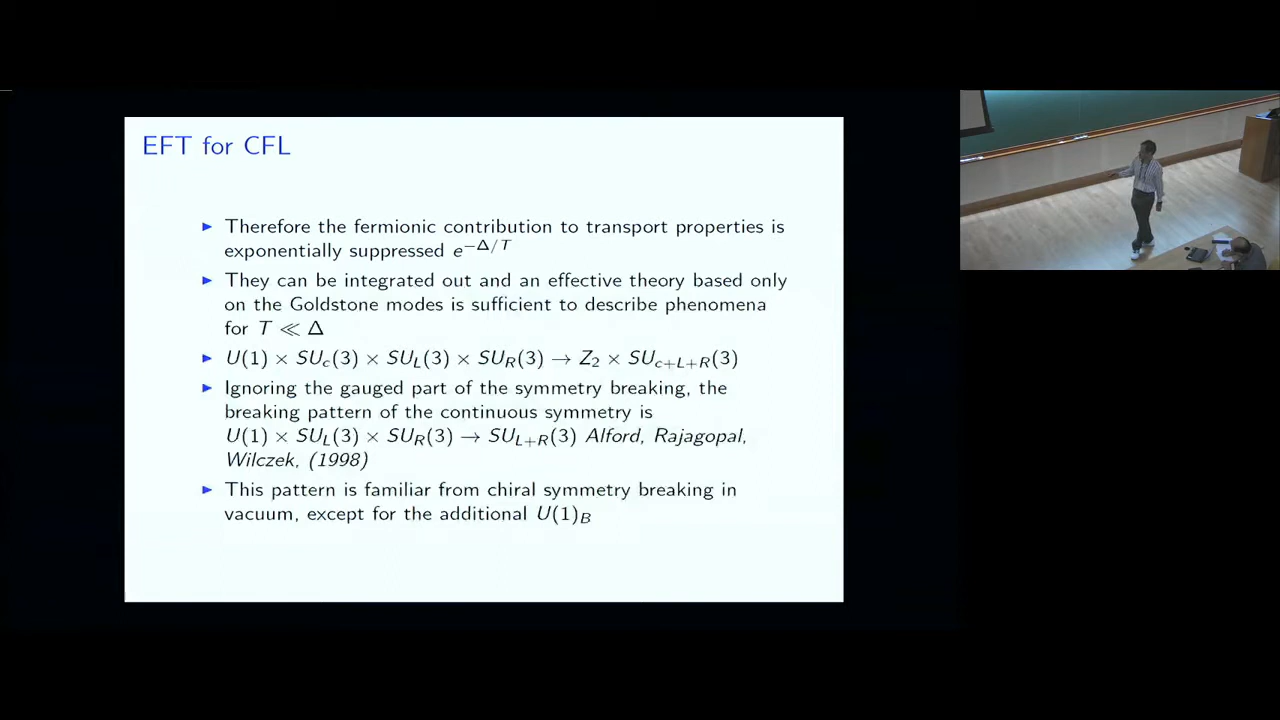 EFT for CFL
▶ Therefore the fermionic contribution to transport properties is
exponentially suppressed e^{−Δ/T}
▶ They can be integrated out and an effective theory based only
on the Goldstone modes is sufficient to describe phenomena
for T ≪ Δ
▶ U(1) × SU_c(3) × SU_L(3) × SU_R(3) → Z_2 × SU_{c+L+R}(3)
▶ Ignoring the gauged part of the symmetry breaking, the
breaking pattern of the continuous symmetry is
U(1) × SU_L(3) × SU_R(3) → SU_{L+R}(3) Alford, Rajagopal,
Wilczek, (1998)
▶ This pattern is familiar from chiral symmetry breaking in
vacuum, except for the additional U(1)_B